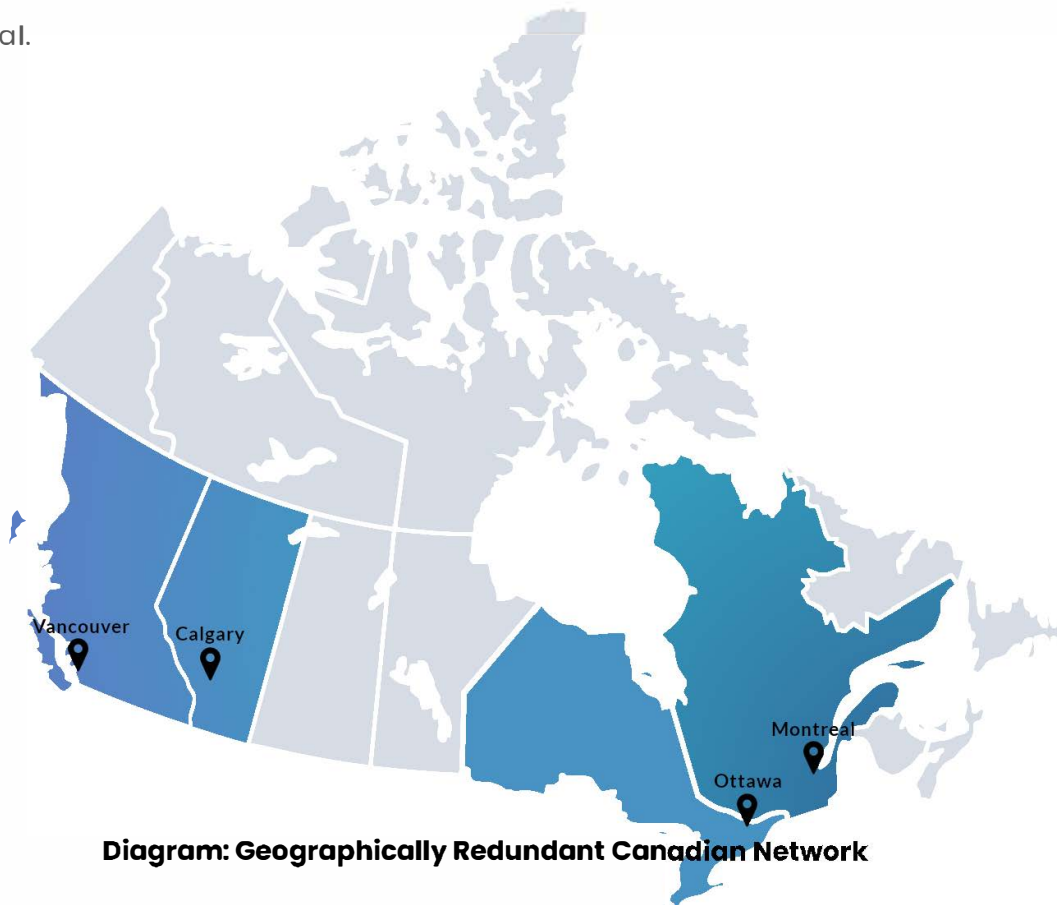 al.
Vancouver
Calgary
Montreal
Ottawa
Diagram: Geographically Redundant Canadian Network